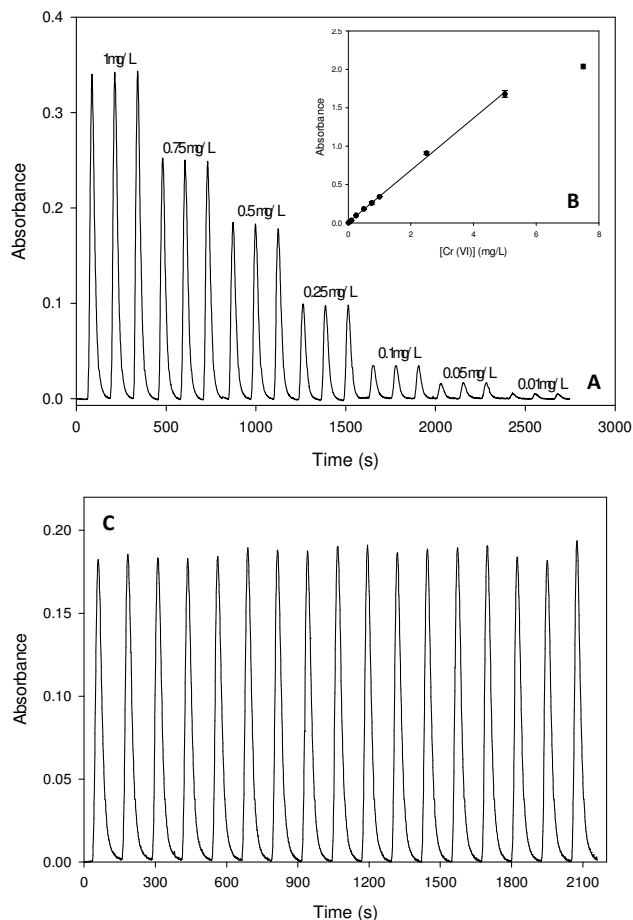 0.4
0.3
0.2
0.1
0.0
Absorbance
0 500 1000 1500 2000 2500 3000
Time (s)
1mg/L
0.75mg/L
0.5mg/L
0.25mg/L
0.1mg/L
0.05mg/L
0.01mg/L
A
2.5
2.0
1.5
1.0
0.5
0.0
Absorbance
0 2 4 6 8
[Cr (VI)] (mg/L)
B
C
0.20
0.15
0.10
0.05
0.00
Absorbance
0 300 600 900 1200 1500 1800 2100
Time (s)